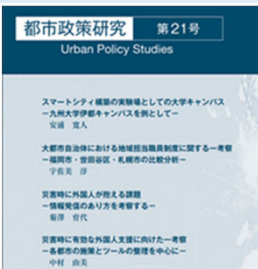 都市政策研究 第21号
Urban Policy Studies
スマートシティ構築の実験場としての大学キャンパス
－九州大学伊都キャンパスを例として－
安浦 寛人
大都市自治体における地域担当職員制度に関する一考察
－福岡市・世田谷区・札幌市の比較分析－
宇佐美 淳
災害時に外国人が抱える課題
－情報発信のあり方を考察する－
菊澤 育代
災害時に有効な外国人支援に向けた一考察
－各都市の施策とツールの整理を中心に－
中村 由美